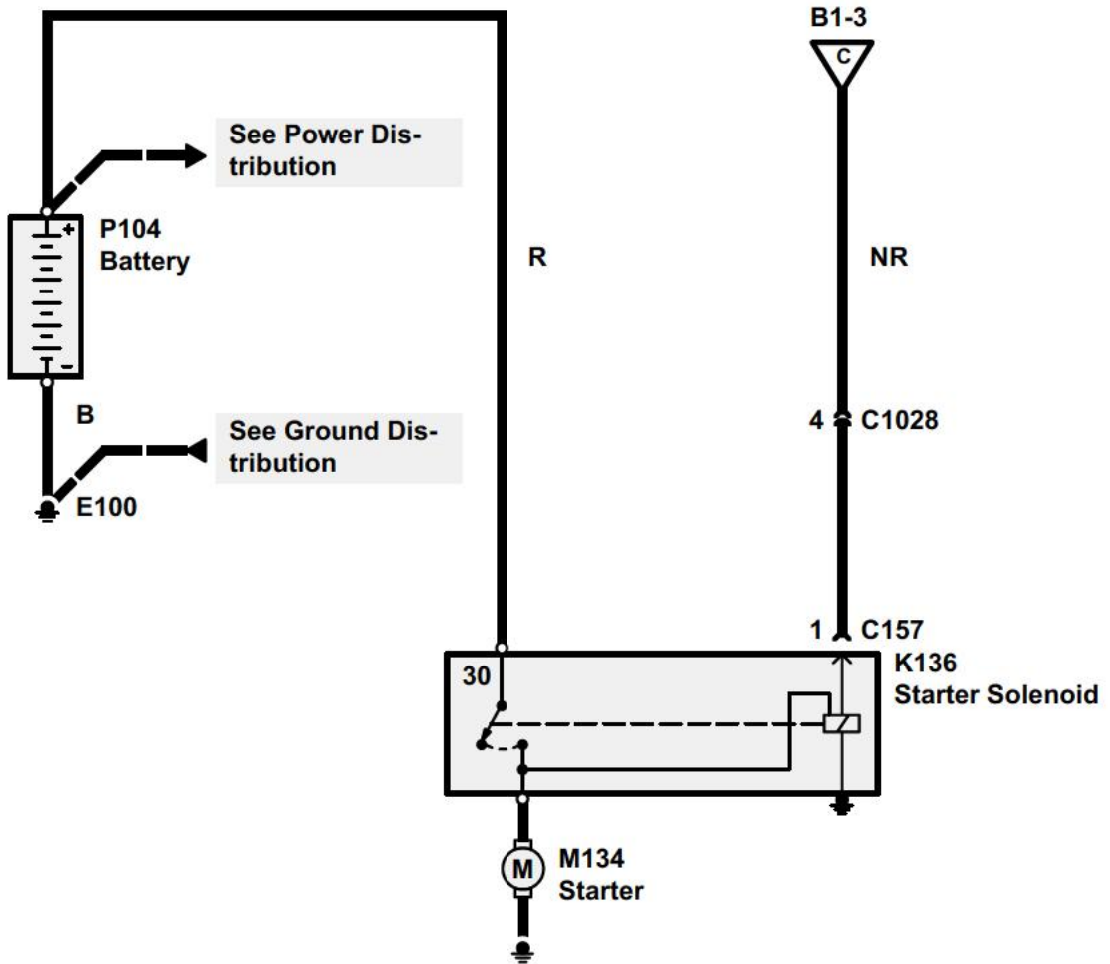 B1-3
C
See Power Dis-
tribution
+
P104
Battery
R
NR
-
B
See Ground Dis-
tribution
4 C1028
E100
1 C157
30
K136
Starter Solenoid
M
M134
Starter